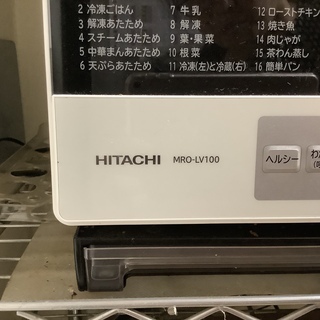 2 冷凍ごはん
3 解凍あたため
4 スチームあたため
5 中華まんあたため
6 天ぷらあたため
7 牛乳
8 解凍
9 葉・果菜
10 根菜
11 冷凍(左)と冷蔵(右)
12 ローストチキン
13 焼き魚
14 肉じゃが
15 茶わん蒸し
16 簡単パン
HITACHI MRO-LV100
ヘルシー